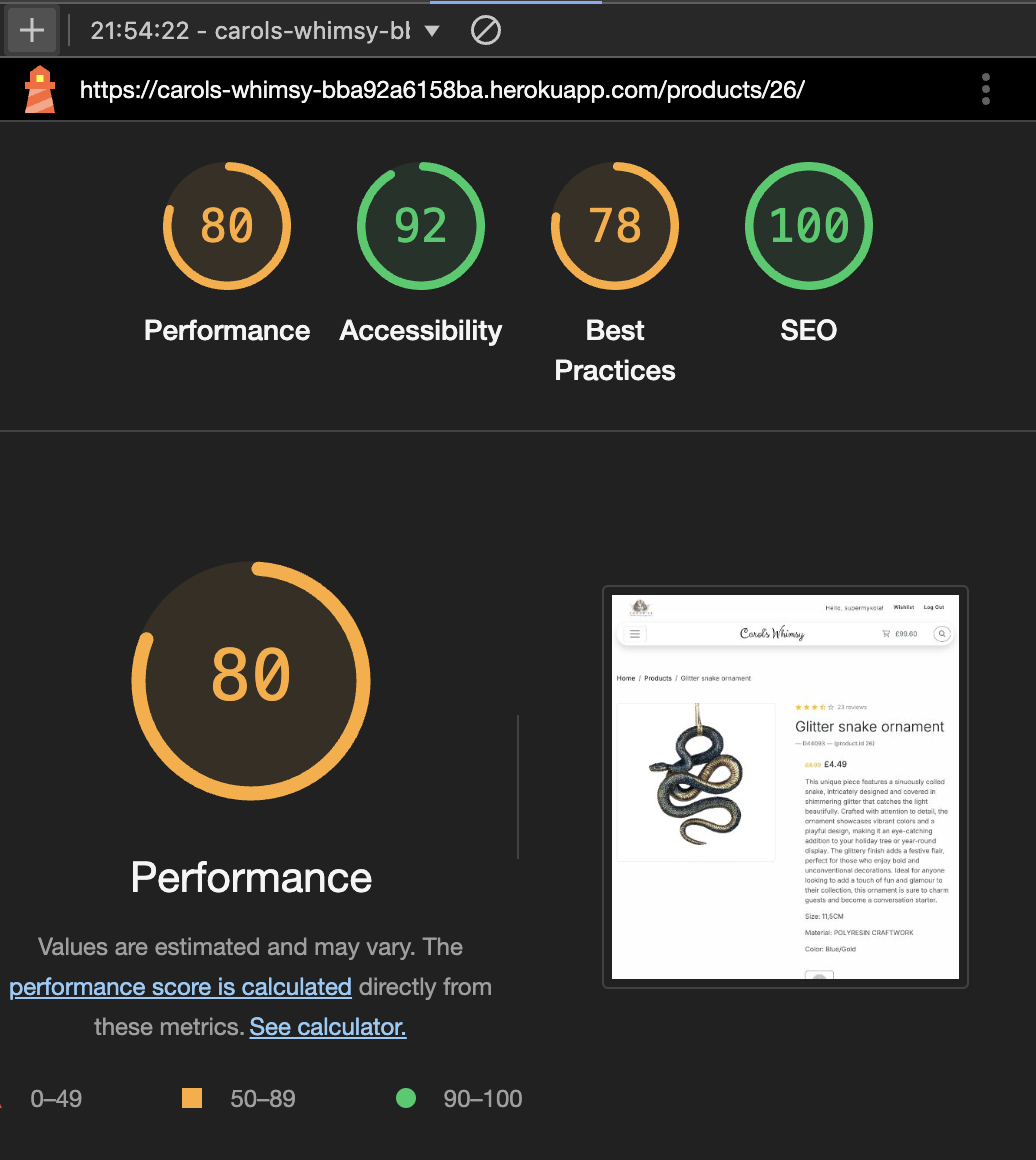 21:54:22 - carols-whimsy-bb
https://carols-whimsy-bba92a6158ba.herokuapp.com/products/26/
80
92
78
100
Performance
Accessibility
Best
Practices
SEO
80
Performance
Values are estimated and may vary. The
performance score is calculated directly from
these metrics. See calculator.
0–49
50–89
90–100
Hello, supermykola!
Wishlist
Log Out
Carol's Whimsy
£99.60
Home / Products / Glitter snake ornament
23 reviews
Glitter snake ornament
— D44093 — (product.id 26)
£4.49
This unique piece features a sinuously coiled
snake, intricately designed and covered in
shimmering glitter that catches the light
beautifully. Crafted with attention to detail, the
ornament showcases vibrant colors and a
playful design, making it an eye-catching
addition to your holiday tree or year-round
display. The glittery finish adds a festive flair,
perfect for those who enjoy bold and
unconventional decorations. Ideal for anyone
looking to add a touch of fun and glamour to
their collection, this ornament is sure to charm
guests and become a conversation starter.
Size: 11,5CM
Material: POLYRESIN CRAFTWORK
Color: Blue/Gold